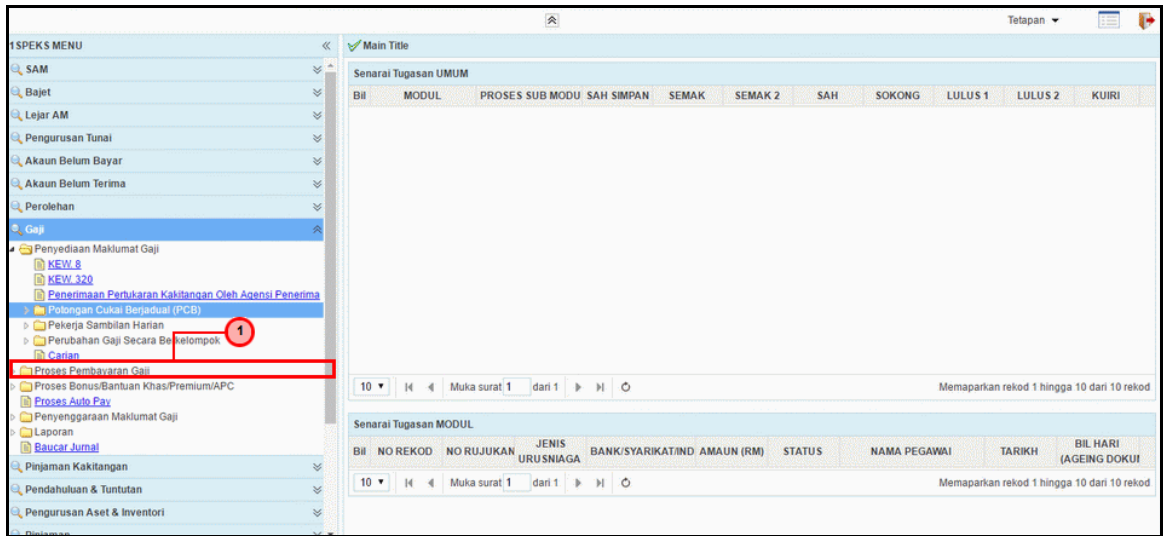 Tetapan
1SPEKS MENU
SAM
Bajet
Lejar AM
Pengurusan Tunai
Akaun Belum Bayar
Akaun Belum Terima
Perolehan
Gaji
Penyediaan Maklumat Gaji
KEW. 8
KEW. 320
Penerimaan Pertukaran Kakitangan Oleh Agensi Penerima
Potongan Cukai Berjadual (PCB)
Pekerja Sambilan Harian
Perubahan Gaji Secara Berkelompok
1
Carian
Proses Pembayaran Gaji
Proses Bonus/Bantuan Khas/Premium/APC
Proses Auto Pay
Penyenggaraan Maklumat Gaji
Laporan
Baucar Jurnal
Pinjaman Kakitangan
Pendahuluan & Tuntutan
Pengurusan Aset & Inventori
Pinjaman
Main Title
Senarai Tugasan UMUM
Bil MODUL PROSES SUB MODU SAH SIMPAN SEMAK SEMAK 2 SAH SOKONG LULUS 1 LULUS 2 KUIRI
10 Muka surat 1 dari 1 Memaparkan rekod 1 hingga 10 dari 10 rekod
Senarai Tugasan MODUL
Bil NO REKOD NO RUJUKAN JENIS URUSNIAGA BANK/SYARIKAT/IND AMAUN (RM) STATUS NAMA PEGAWAI TARIKH BIL HARI (AGEING DOKU
10 Muka surat 1 dari 1 Memaparkan rekod 1 hingga 10 dari 10 rekod